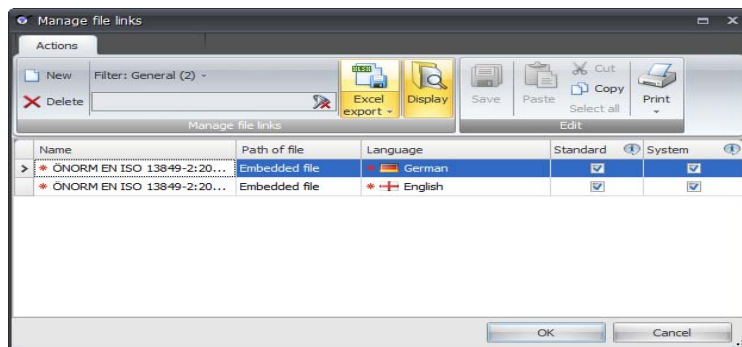 Manage file links
Actions
New Filter: General (2)
Delete
Excel export
Display
Save
Paste
Cut
Copy
Select all
Print
Manage file links
Edit
Name Path of file Language Standard System
* ÖNORM EN ISO 13849-2:20... Embedded file * German
* ÖNORM EN ISO 13849-2:20... Embedded file * English
OK Cancel